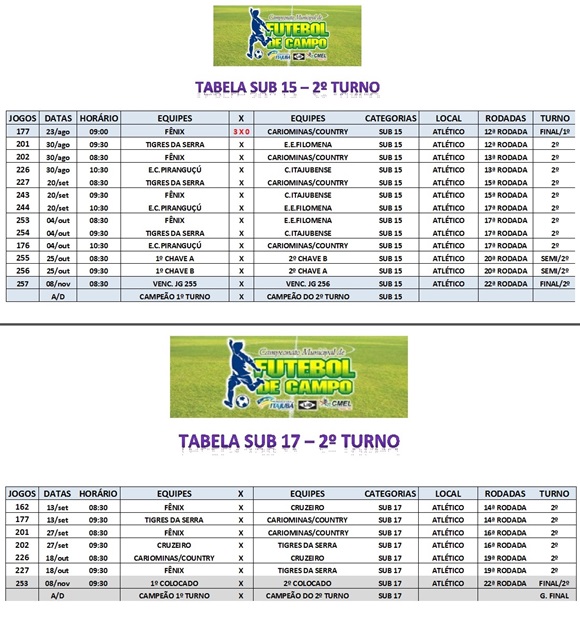 Campeonato Municipal de
FUTEBOL
DE CAMPO
ITAJUBÁ CMEL
TABELA SUB 15 – 2º TURNO
JOGOS DATAS HORÁRIO EQUIPES X EQUIPES CATEGORIAS LOCAL RODADAS TURNO
177 23/ago 09:00 FÊNIX 3 X 0 CARIOMINAS/COUNTRY SUB 15 ATLÉTICO 12ª RODADA FINAL/1º
201 30/ago 09:30 TIGRES DA SERRA X E.E.FILOMENA SUB 15 ATLÉTICO 13ª RODADA 2º
202 30/ago 08:30 FÊNIX X CARIOMINAS/COUNTRY SUB 15 ATLÉTICO 13ª RODADA 2º
226 30/ago 10:30 E.C.PIRANGUÇÚ X C.ITAJUBENSE SUB 15 ATLÉTICO 13ª RODADA 2º
227 20/set 08:30 TIGRES DA SERRA X CARIOMINAS/COUNTRY SUB 15 ATLÉTICO 15ª RODADA 2º
243 20/set 09:30 FÊNIX X C.ITAJUBENSE SUB 15 ATLÉTICO 15ª RODADA 2º
244 20/set 10:30 E.C.PIRANGUÇÚ X E.E.FILOMENA SUB 15 ATLÉTICO 15ª RODADA 2º
253 04/out 08:30 FÊNIX X E.E.FILOMENA SUB 15 ATLÉTICO 17ª RODADA 2º
254 04/out 09:30 TIGRES DA SERRA X C.ITAJUBENSE SUB 15 ATLÉTICO 17ª RODADA 2º
176 04/out 10:30 E.C.PIRANGUÇÚ X CARIOMINAS/COUNTRY SUB 15 ATLÉTICO 17ª RODADA 2º
255 25/out 08:30 1º CHAVE A X 2º CHAVE B SUB 15 ATLÉTICO 20ª RODADA SEMI/2º
256 25/out 09:30 1º CHAVE B X 2º CHAVE A SUB 15 ATLÉTICO 20ª RODADA SEMI/2º
257 08/nov 08:30 VENC. JG 255 X VENC. JG 256 SUB 15 ATLÉTICO 22ª RODADA FINAL/2º
A/D CAMPEÃO 1º TURNO X CAMPEÃO DO 2º TURNO SUB 15
Campeonato Municipal de
FUTEBOL
DE CAMPO
ITAJUBÁ CMEL
TABELA SUB 17 – 2º TURNO
JOGOS DATAS HORÁRIO EQUIPES X EQUIPES CATEGORIAS LOCAL RODADAS TURNO
162 13/set 08:30 FÊNIX X CRUZEIRO SUB 17 ATLÉTICO 14ª RODADA 2º
177 13/set 09:30 TIGRES DA SERRA X CARIOMINAS/COUNTRY SUB 17 ATLÉTICO 14ª RODADA 2º
201 27/set 08:30 FÊNIX X CARIOMINAS/COUNTRY SUB 17 ATLÉTICO 16ª RODADA 2º
202 27/set 09:30 CRUZEIRO X TIGRES DA SERRA SUB 17 ATLÉTICO 16ª RODADA 2º
226 18/out 08:30 CARIOMINAS/COUNTRY X CRUZEIRO SUB 17 ATLÉTICO 19ª RODADA 2º
227 18/out 09:30 FÊNIX X TIGRES DA SERRA SUB 17 ATLÉTICO 19ª RODADA 2º
253 08/nov 09:30 1º COLOCADO X 2º COLOCADO SUB 17 ATLÉTICO 22ª RODADA FINAL/2º
A/D CAMPEÃO 1º TURNO X CAMPEÃO DO 2º TURNO SUB 17 G. FINAL